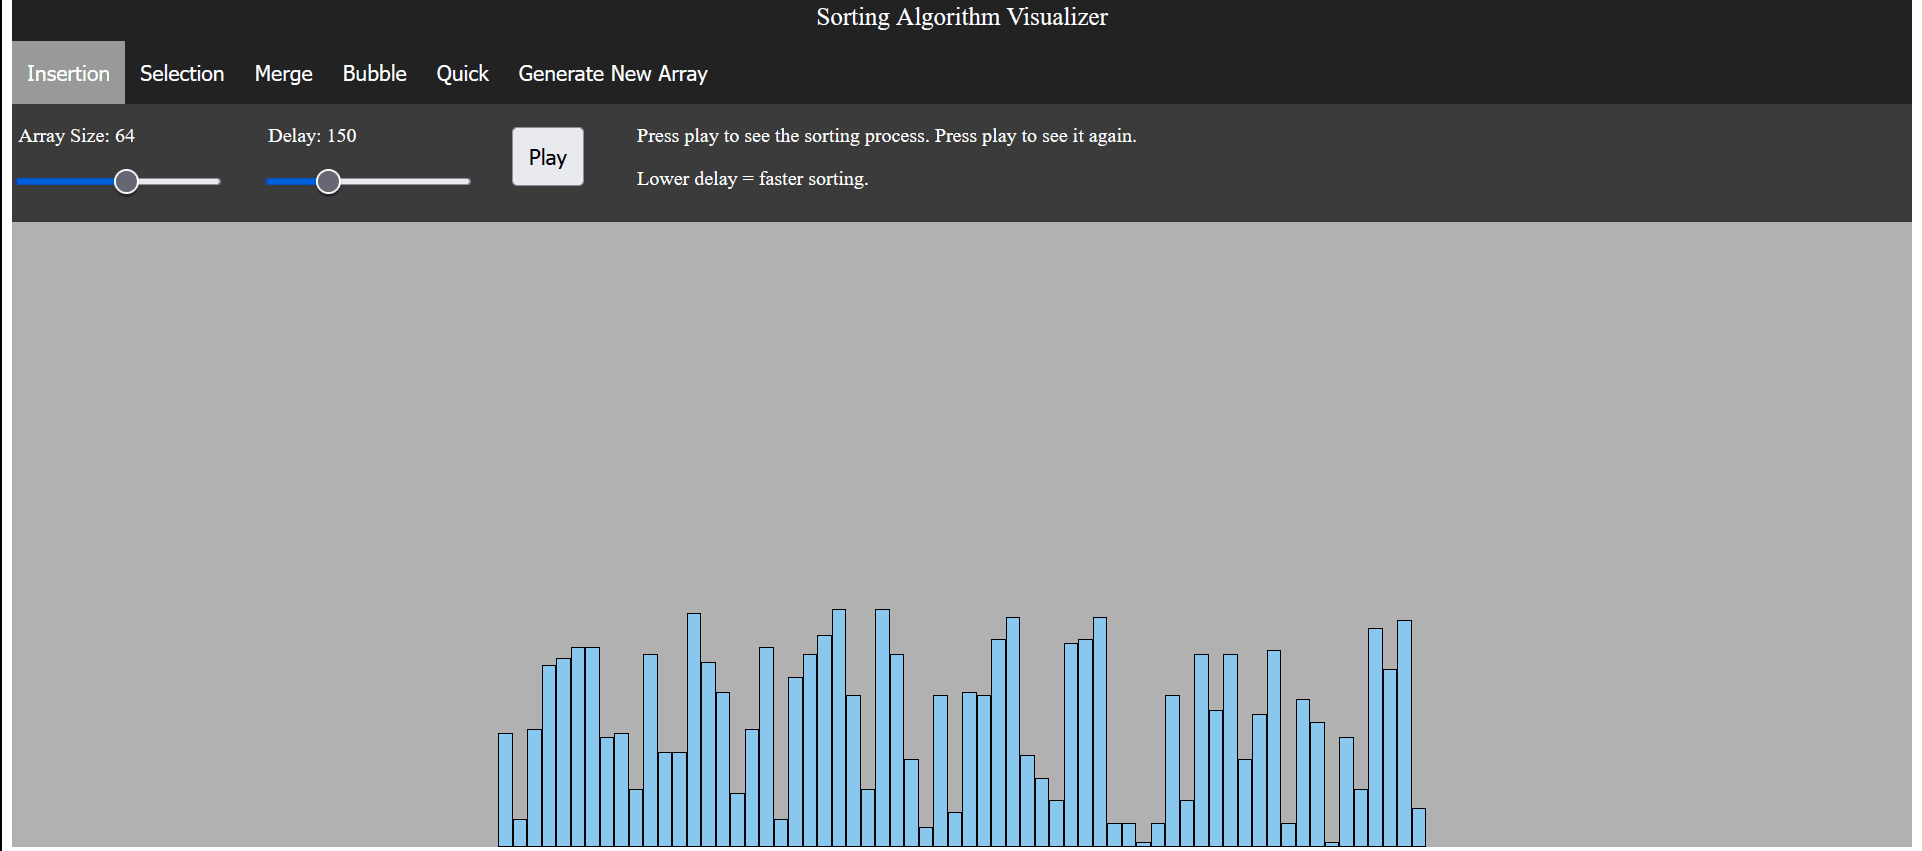 Sorting Algorithm Visualizer
Insertion Selection Merge Bubble Quick Generate New Array
Array Size: 64 Delay: 150 Play Press play to see the sorting process. Press play to see it again.
Lower delay = faster sorting.